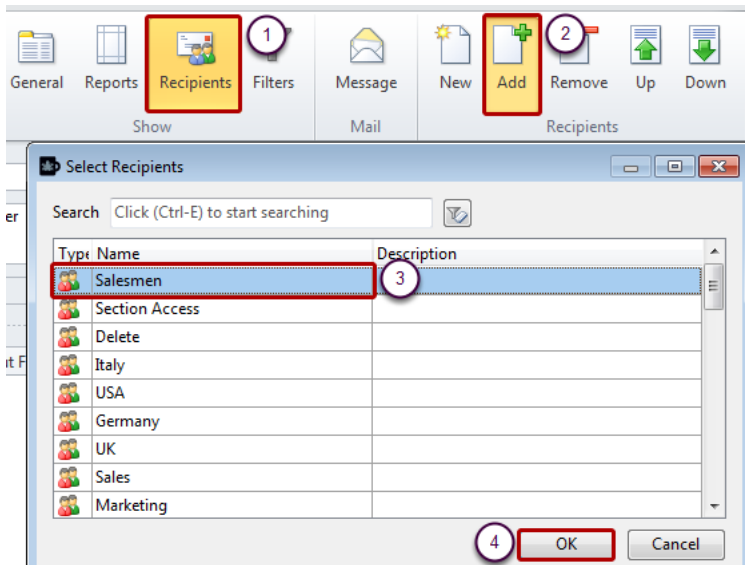 1
2
General Reports Recipients Filters Message New Add Remove Up Down
Show Mail Recipients
Select Recipients
er
Search Click (Ctrl-E) to start searching
Type Name Description
Salesmen 3
Section Access
Delete
ut F Italy
USA
Germany
UK
Sales
Marketing
4 OK Cancel